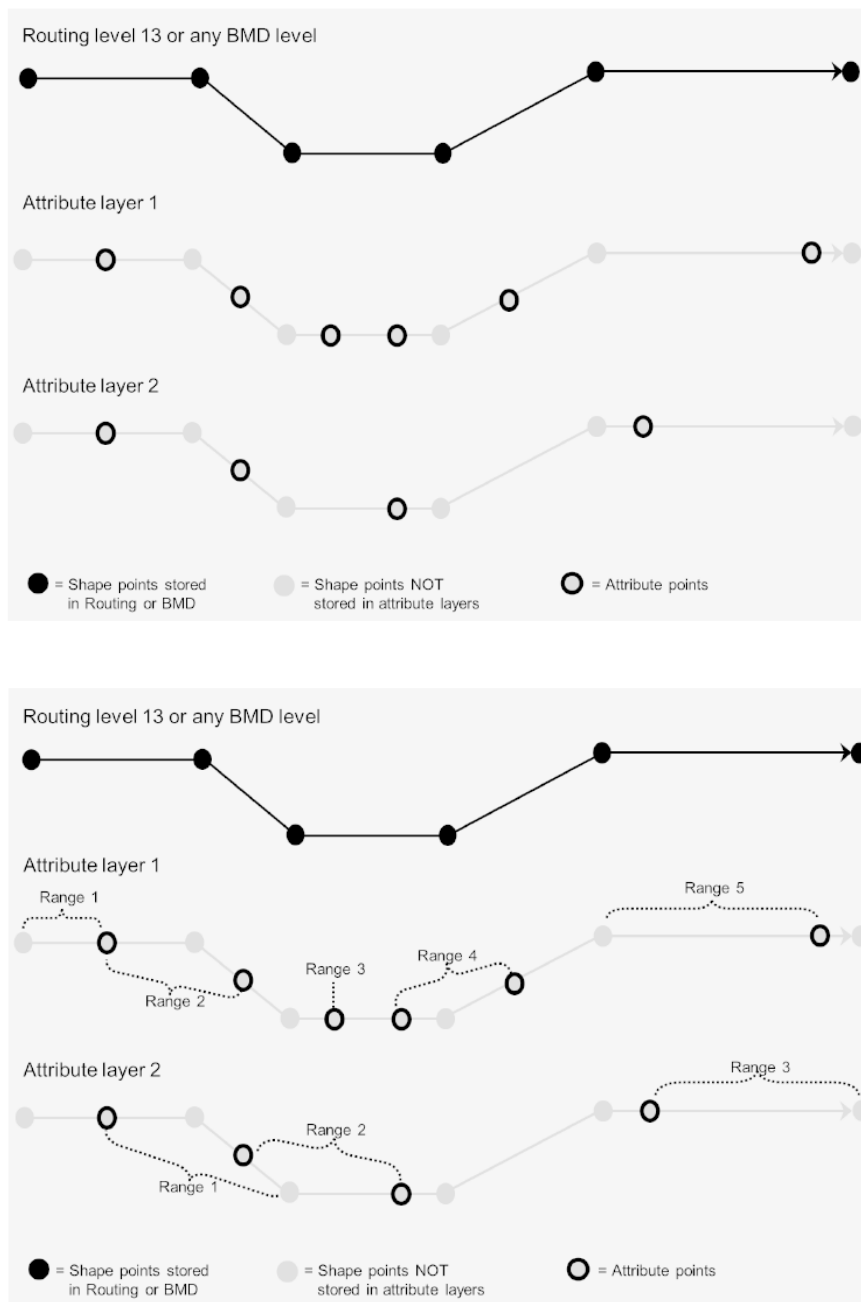 Routing level 13 or any BMD level
Attribute layer 1
Attribute layer 2
= Shape points stored
in Routing or BMD
= Shape points NOT
stored in attribute layers
= Attribute points
Routing level 13 or any BMD level
Attribute layer 1
Range 1
Range 2
Range 3
Range 4
Range 5
Attribute layer 2
Range 1
Range 2
Range 3
= Shape points stored
in Routing or BMD
= Shape points NOT
stored in attribute layers
= Attribute points